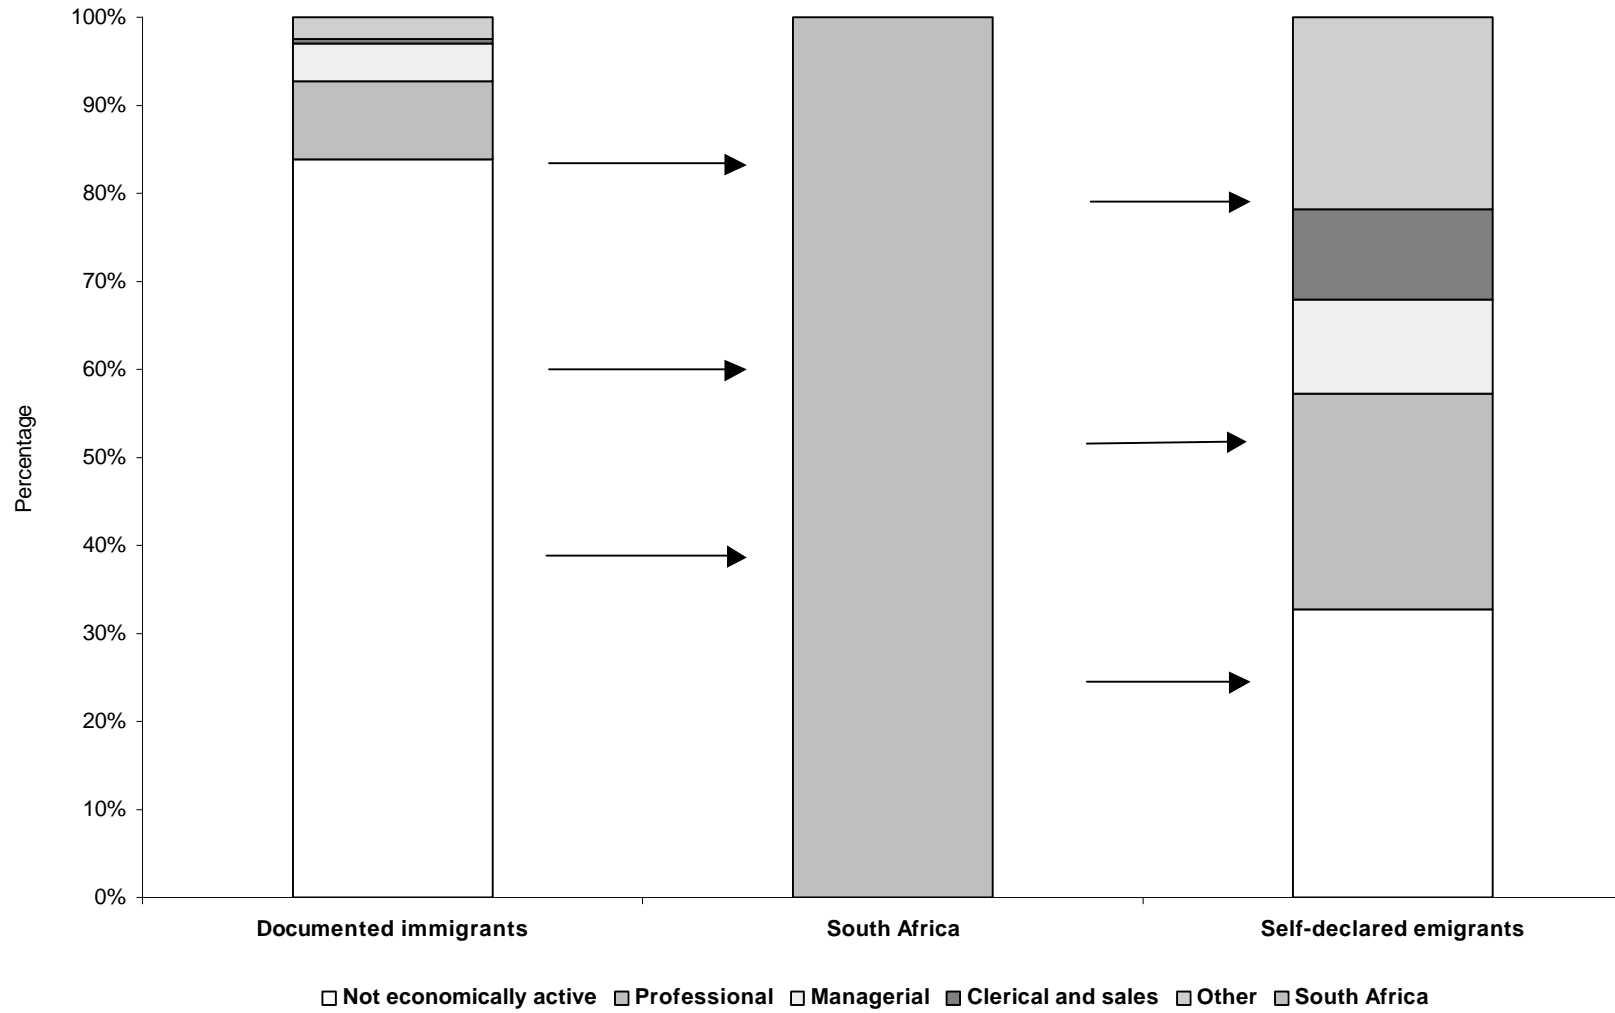 100%
90%
80%
70%
60%
50%
40%
30%
20%
10%
0%
Percentage
Documented immigrants
South Africa
Self-declared emigrants
Not economically active Professional Managerial Clerical and sales Other South Africa